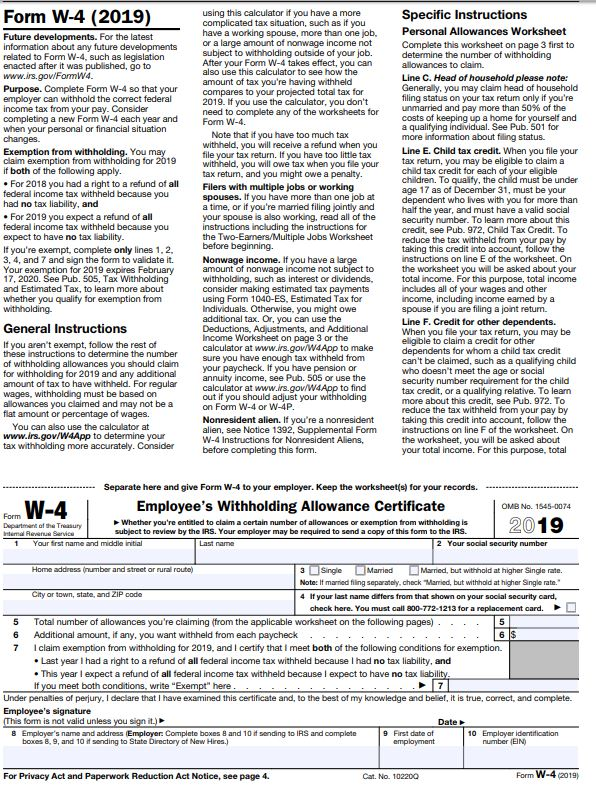 Form W-4 (2019)
Future developments. For the latest
information about any future developments
related to Form W-4, such as legislation
enacted after it was published, go to
www.irs.gov/FormW4.
Purpose. Complete Form W-4 so that your
employer can withhold the correct federal
income tax from your pay. Consider
completing a new Form W-4 each year and
when your personal or financial situation
changes.
Exemption from withholding. You may
claim exemption from withholding for 2019
if both of the following apply.
• For 2018 you had a right to a refund of all
federal income tax withheld because you
had no tax liability, and
• For 2019 you expect a refund of all
federal income tax withheld because you
expect to have no tax liability.
If you're exempt, complete only lines 1, 2,
3, 4, and 7 and sign the form to validate it.
Your exemption for 2019 expires February
17, 2020. See Pub. 505, Tax Withholding
and Estimated Tax, to learn more about
whether you qualify for exemption from
withholding.
General Instructions
If you aren't exempt, follow the rest of
these instructions to determine the number
of withholding allowances you should claim
for withholding for 2019 and any additional
amount of tax to have withheld. For regular
wages, withholding must be based on
allowances you claimed and may not be a
flat amount or percentage of wages.
You can also use the calculator at
www.irs.gov/W4App to determine your
tax withholding more accurately. Consider
using this calculator if you have a more
complicated tax situation, such as if you
have a working spouse, more than one job,
or a large amount of nonwage income not
subject to withholding outside of your job.
After your Form W-4 takes effect, you can
also use this calculator to see how the
amount of tax you're having withheld
compares to your projected total tax for
2019. If you use the calculator, you don't
need to complete any of the worksheets for
Form W-4.
Note that if you have too much tax
withheld, you will receive a refund when you
file your tax return. If you have too little tax
withheld, you will owe tax when you file your
tax return, and you might owe a penalty.
Filers with multiple jobs or working
spouses. If you have more than one job at
a time, or if you're married filing jointly and
your spouse is also working, read all of the
instructions including the instructions for
the Two-Earners/Multiple Jobs Worksheet
before beginning.
Nonwage income. If you have a large
amount of nonwage income not subject to
withholding, such as interest or dividends,
consider making estimated tax payments
using Form 1040-ES, Estimated Tax for
Individuals. Otherwise, you might owe
additional tax. Or, you can use the
Deductions, Adjustments, and Additional
Income Worksheet on page 3 or the
calculator at www.irs.gov/W4App to make
sure you have enough tax withheld from
your paycheck. If you have pension or
annuity income, see Pub. 505 or use the
calculator at www.irs.gov/W4App to find
out if you should adjust your withholding
on Form W-4 or W-4P.
Nonresident alien. If you're a nonresident
alien, see Notice 1392, Supplemental Form
W-4 Instructions for Nonresident Aliens,
before completing this form.
Specific Instructions
Personal Allowances Worksheet
Complete this worksheet on page 3 first to
determine the number of withholding
allowances to claim.
Line C. Head of household please note:
Generally, you may claim head of household
filing status on your tax return only if you're
unmarried and pay more than 50% of the
costs of keeping up a home for yourself and
a qualifying individual. See Pub. 501 for
more information about filing status.
Line E. Child tax credit. When you file your
tax return, you may be eligible to claim a
child tax credit for each of your eligible
children. To qualify, the child must be under
age 17 as of December 31, must be your
dependent who lives with you for more than
half the year, and must have a valid social
security number. To learn more about this
credit, see Pub. 972, Child Tax Credit. To
reduce the tax withheld from your pay by
taking this credit into account, follow the
instructions on line E of the worksheet. On
the worksheet you will be asked about your
total income. For this purpose, total income
includes all of your wages and other
income, including income earned by a
spouse if you are filing a joint return.
Line F. Credit for other dependents.
When you file your tax return, you may be
eligible to claim a credit for other
dependents for whom a child tax credit
can't be claimed, such as a qualifying child
who doesn't meet the age or social
security number requirement for the child
tax credit, or a qualifying relative. To learn
more about this credit, see Pub. 972. To
reduce the tax withheld from your pay by
taking this credit into account, follow the
instructions on line F of the worksheet. On
the worksheet, you will be asked about
your total income. For this purpose, total
Separate here and give Form W-4 to your employer. Keep the worksheet(s) for your records.
Form W-4
Department of the Treasury
Internal Revenue Service
Employee's Withholding Allowance Certificate
▶ Whether you're entitled to claim a certain number of allowances or exemption from withholding is
subject to review by the IRS. Your employer may be required to send a copy of this form to the IRS.
OMB No. 1545-0074
2019
1 Your first name and middle initial
Last name
2 Your social security number
Home address (number and street or rural route)
3 Single Married Married, but withhold at higher Single rate.
Note: If married filing separately, check "Married, but withhold at higher Single rate."
City or town, state, and ZIP code
4 If your last name differs from that shown on your social security card,
check here. You must call 800-772-1213 for a replacement card. ▶
5 Total number of allowances you're claiming (from the applicable worksheet on the following pages) . . . . 5
6 Additional amount, if any, you want withheld from each paycheck . . . . . . . . . . . . . . 6 $
7 I claim exemption from withholding for 2019, and I certify that I meet both of the following conditions for exemption.
• Last year I had a right to a refund of all federal income tax withheld because I had no tax liability, and
• This year I expect a refund of all federal income tax withheld because I expect to have no tax liability.
If you meet both conditions, write "Exempt" here . . . . . . . . . . . . . . ▶ 7
Under penalties of perjury, I declare that I have examined this certificate and, to the best of my knowledge and belief, it is true, correct, and complete.
Employee's signature
(This form is not valid unless you sign it.) ▶
Date ▶
8 Employer's name and address (Employer: Complete boxes 8 and 10 if sending to IRS and complete
boxes 8, 9, and 10 if sending to State Directory of New Hires.)
9 First date of
employment
10 Employer identification
number (EIN)
For Privacy Act and Paperwork Reduction Act Notice, see page 4.
Cat. No. 10220Q
Form W-4 (2019)